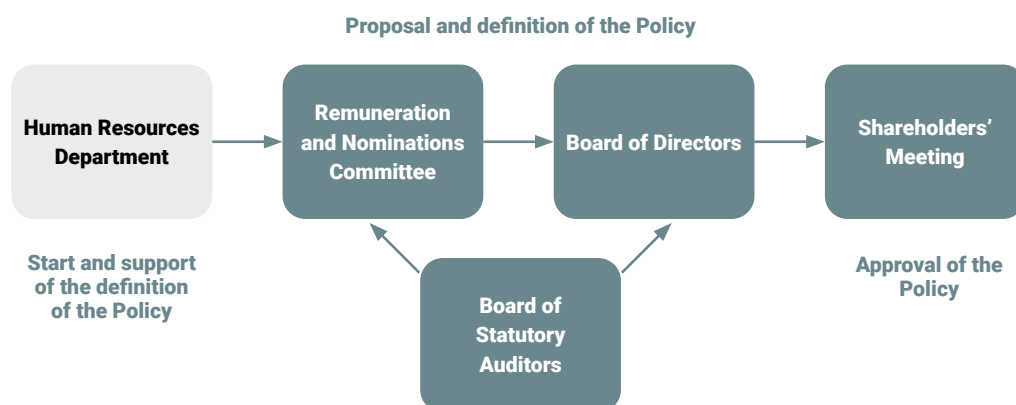 Proposal and definition of the Policy
Human Resources
Department
Remuneration
and Nominations
Committee
Board of Directors
Shareholders’
Meeting
Start and support
of the definition
of the Policy
Board of
Statutory
Auditors
Approval of the
Policy